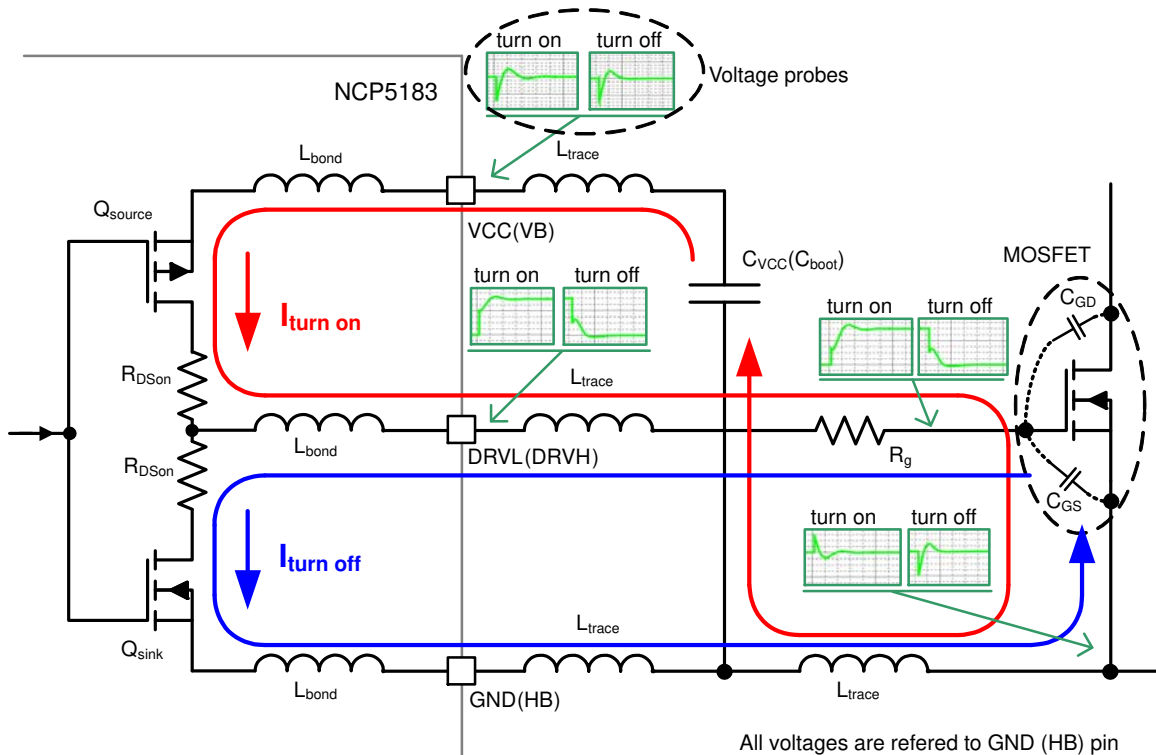 turn on turn off
Voltage probes
NCP5183
L_bond
L_trace
Q_source
VCC(VB)
C_VCC(C_boot)
MOSFET
turn on turn off
turn on turn off
C_GD
I_turn on
R_DSon
L_trace
R_DSon
L_bond
DRVL(DRVH)
R_g
C_GS
turn on turn off
I_turn off
L_trace
Q_sink
L_bond
GND(HB)
L_trace
All voltages are refered to GND (HB) pin